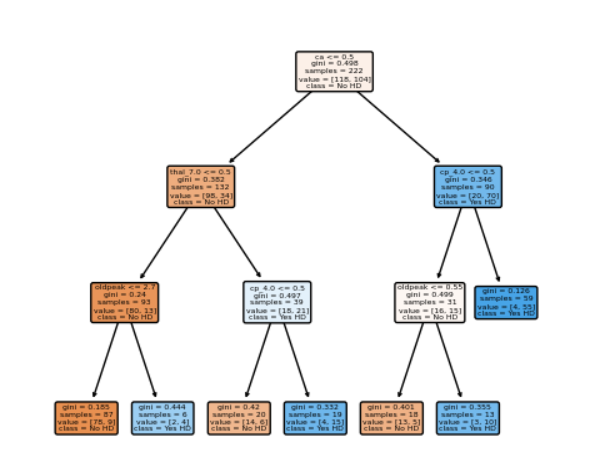 ca <= 0.5
gini = 0.498
samples = 222
value = [118, 104]
class = No HD
thal_7.0 <= 0.5
gini = 0.382
samples = 132
value = [98, 34]
class = No HD
cp_4.0 <= 0.5
gini = 0.346
samples = 90
value = [20, 70]
class = Yes HD
oldpeak <= 2.7
gini = 0.24
samples = 93
value = [80, 13]
class = No HD
cp_4.0 <= 0.5
gini = 0.497
samples = 39
value = [18, 21]
class = Yes HD
oldpeak <= 0.55
gini = 0.499
samples = 31
value = [16, 15]
class = No HD
gini = 0.126
samples = 59
value = [4, 55]
class = Yes HD
gini = 0.185
samples = 87
value = [78, 9]
class = No HD
gini = 0.444
samples = 6
value = [2, 4]
class = Yes HD
gini = 0.42
samples = 20
value = [14, 6]
class = No HD
gini = 0.332
samples = 19
value = [4, 15]
class = Yes HD
gini = 0.401
samples = 18
value = [13, 5]
class = No HD
gini = 0.355
samples = 13
value = [3, 10]
class = Yes HD